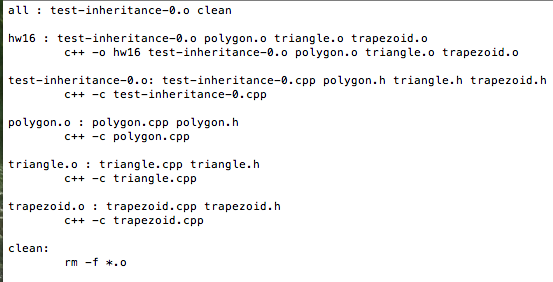 all : test-inheritance-0.o clean
hw16 : test-inheritance-0.o polygon.o triangle.o trapezoid.o
c++ -o hw16 test-inheritance-0.o polygon.o triangle.o trapezoid.o
test-inheritance-0.o: test-inheritance-0.cpp polygon.h triangle.h trapezoid.h
c++ -c test-inheritance-0.cpp
polygon.o : polygon.cpp polygon.h
c++ -c polygon.cpp
triangle.o : triangle.cpp triangle.h
c++ -c triangle.cpp
trapezoid.o : trapezoid.cpp trapezoid.h
c++ -c trapezoid.cpp
clean:
rm -f *.o